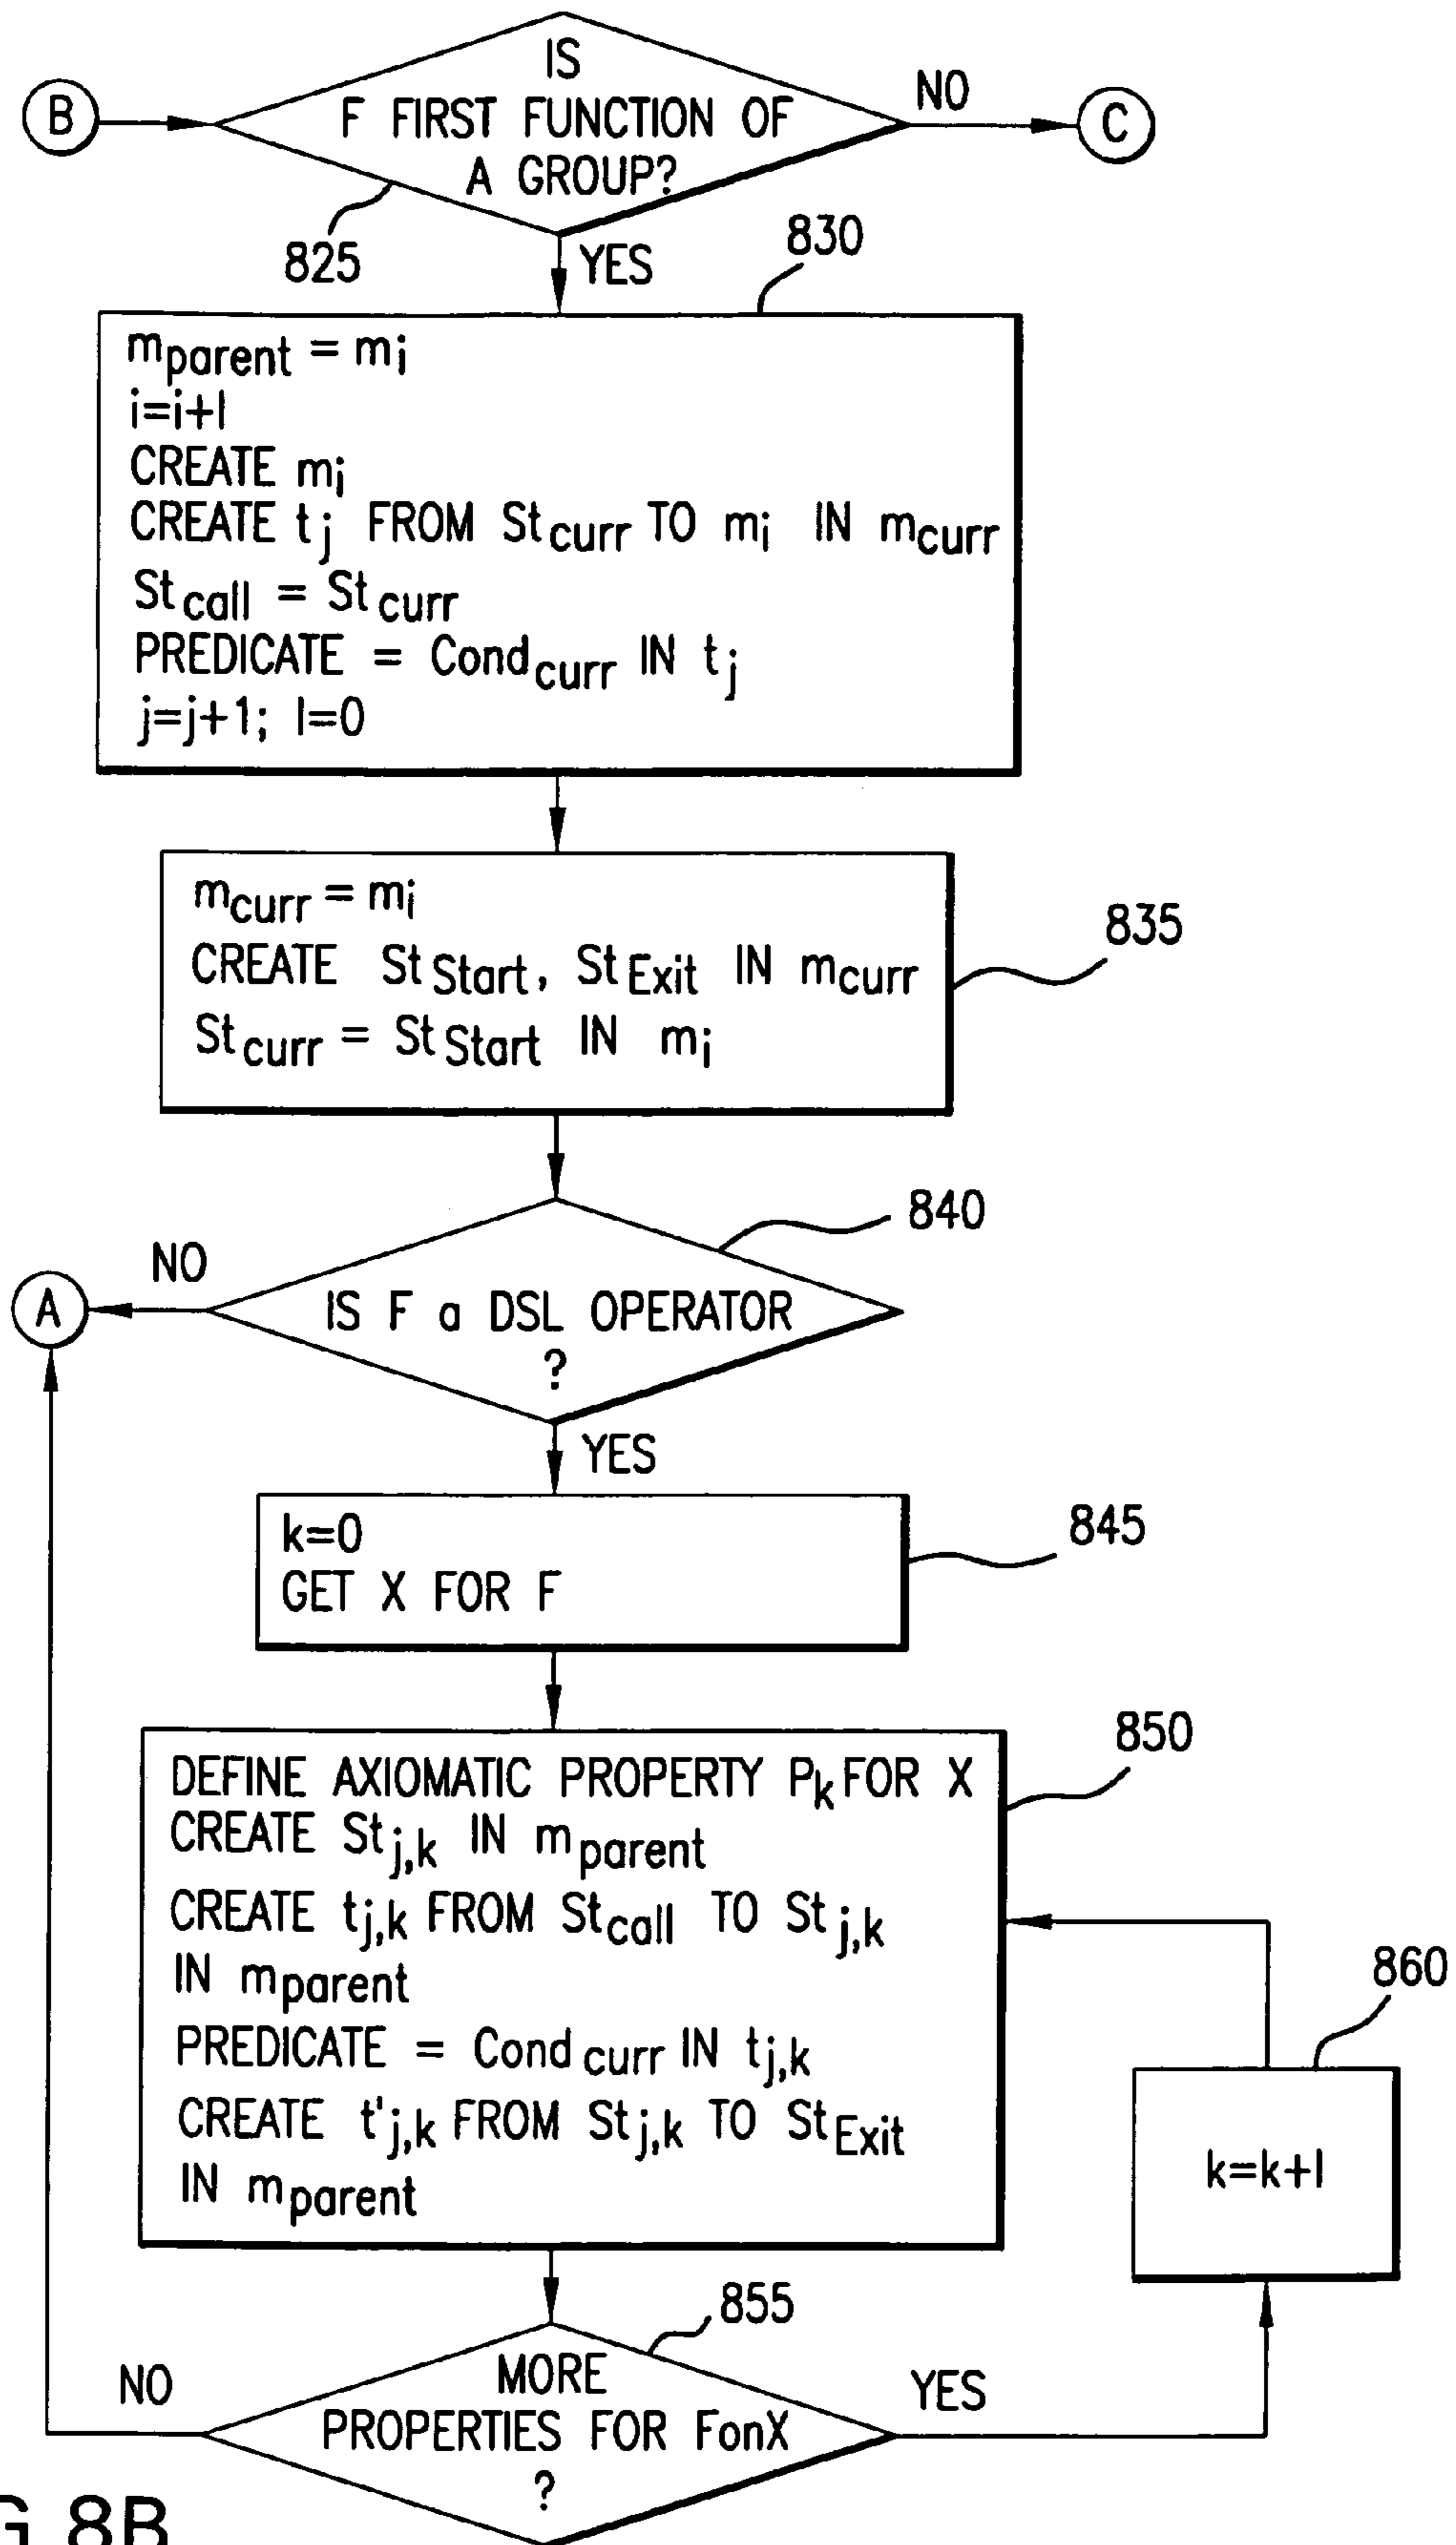 IS
B
F FIRST FUNCTION OF
NO
C
A GROUP?
825
YES
830
mparent = mi
i=i+l
CREATE mi
CREATE tj FROM Stcurr TO mi IN mcurr
Stcall = Stcurr
PREDICATE = Condcurr IN tj
j=j+1; l=0
mcurr = mi
CREATE StStart, StExit IN mcurr
Stcurr = StStart IN mi
835
840
NO
A
IS F a DSL OPERATOR
?
YES
k=0
GET X FOR F
845
850
DEFINE AXIOMATIC PROPERTY Pk FOR X
CREATE Stj,k IN mparent
CREATE tj,k FROM Stcall TO Stj,k
IN mparent
PREDICATE = Condcurr IN tj,k
CREATE t'j,k FROM Stj,k TO StExit
IN mparent
860
k=k+l
855
NO
MORE
YES
PROPERTIES FOR FonX
?
G 8B